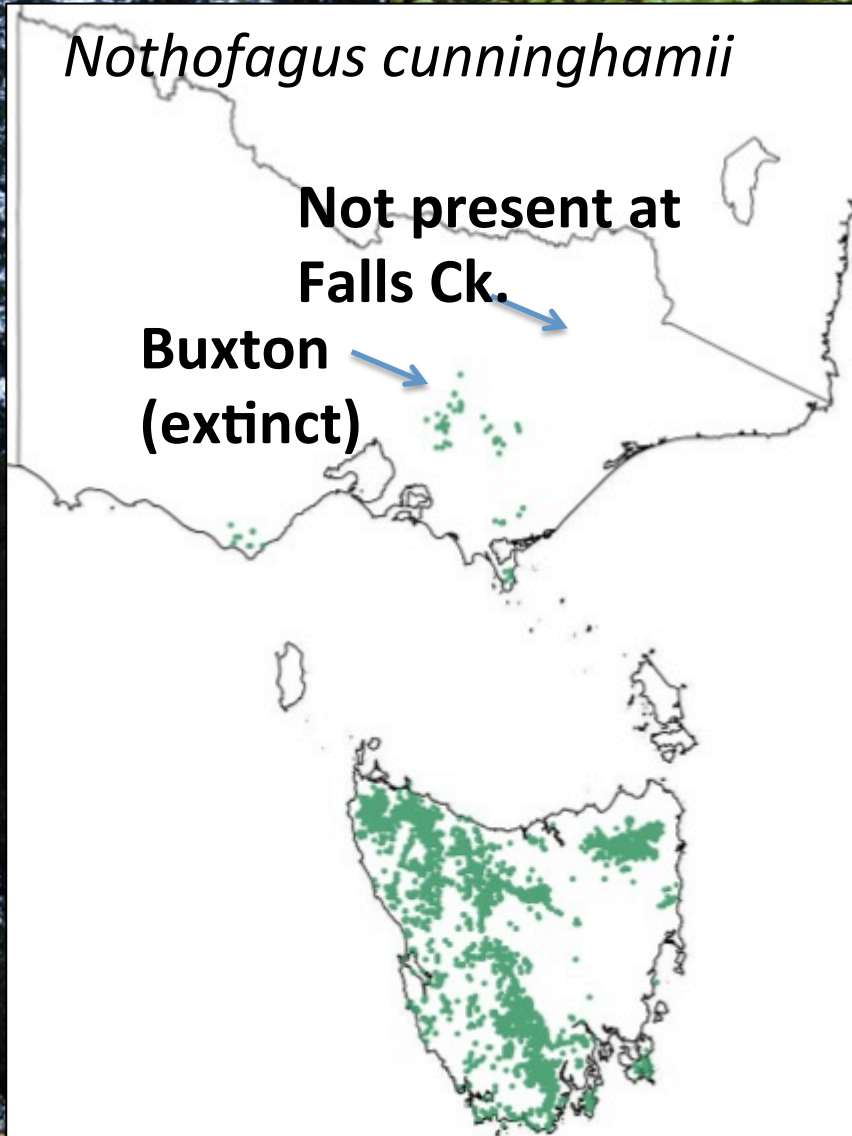 Nothofagus cunninghamii
Not present at
Falls Ck.
Buxton
(extinct)